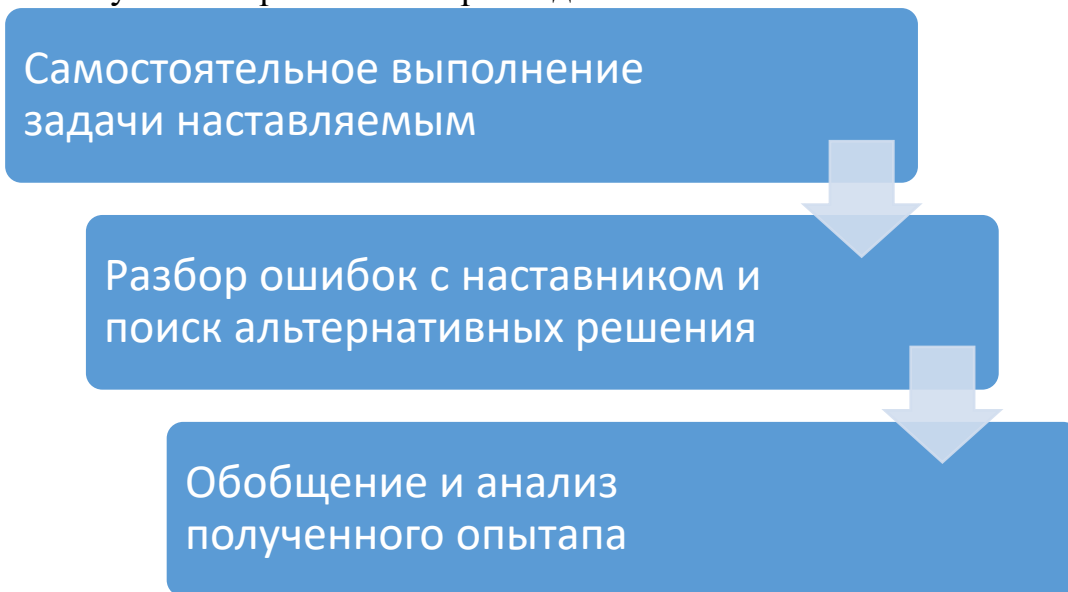 Самостоятельное выполнение
задачи наставляемым
Разбор ошибок с наставником и
поиск альтернативных решения
Обобщение и анализ
полученного опытапа